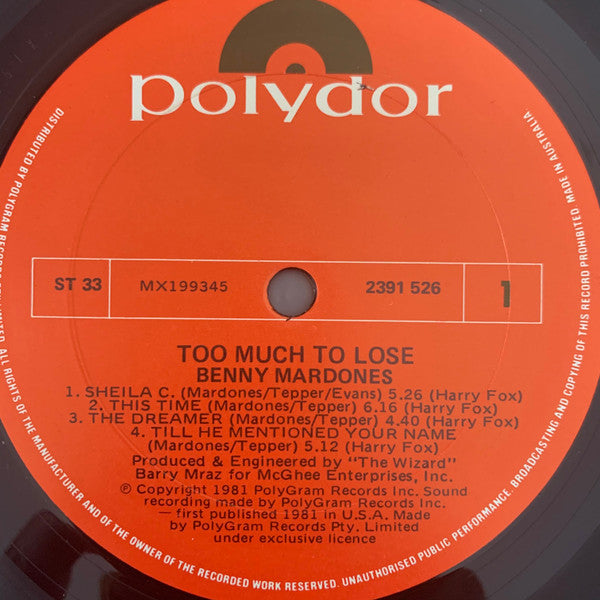 polydor
ST 33
MX199345
2391 526
1
TOO MUCH TO LOSE
BENNY MARDONES
1. SHEILA C. (Mardones/Tepper/Evans) 5.26 (Harry Fox)
2. THIS TIME (Mardones/Tepper) 6.16 (Harry Fox)
3. THE DREAMER (Mardones/Tepper) 4.40 (Harry Fox)
4. TILL HE MENTIONED YOUR NAME
(Mardones/Tepper) 5.12 (Harry Fox)
Produced & Engineered by "The Wizard"
Barry Mraz for McGhee Enterprises, Inc.
℗ Copyright 1981 PolyGram Records Inc. Sound
recording made by PolyGram Records Inc.
— first published 1981 in U.S.A. Made
by PolyGram Records Pty. Limited
under exclusive licence
DISTRIBUTED BY POLYGRAM RECORDS LIMITED. ALL RIGHTS OF THE MANUFACTURER AND OF THE OWNER OF THE RECORDED WORK RESERVED. UNAUTHORISED PUBLIC PERFORMANCE, BROADCASTING AND COPYING OF THIS RECORD PROHIBITED. MADE IN AUSTRALIA.